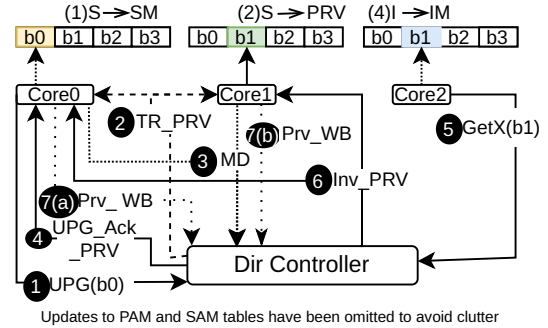 (1)S→SM (2)S→PRV (4)I→IM
b0 b1 b2 b3 b0 b1 b2 b3 b0 b1 b2 b3
Core0 Core1 Core2
2 TR_PRV 7(b) Prv_WB 5 GetX(b1)
3 MD
6 Inv_PRV
7(a) Prv_ WB
4 UPG_Ack
_PRV
Dir Controller
1 UPG(b0)
Updates to PAM and SAM tables have been omitted to avoid clutter